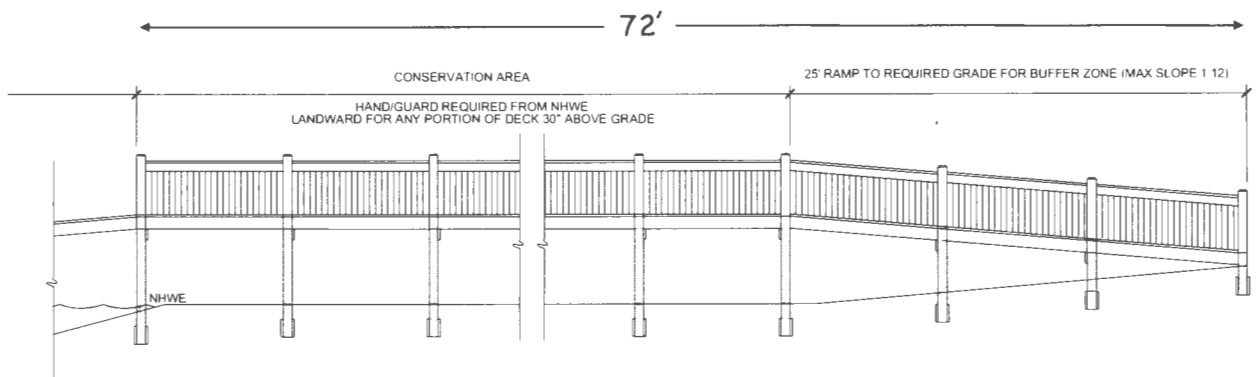 72'
CONSERVATION AREA
25' RAMP TO REQUIRED GRADE FOR BUFFER ZONE (MAX SLOPE 1 12)
HAND/GUARD REQUIRED FROM NHWE
LANDWARD FOR ANY PORTION OF DECK 30" ABOVE GRADE
NHWE